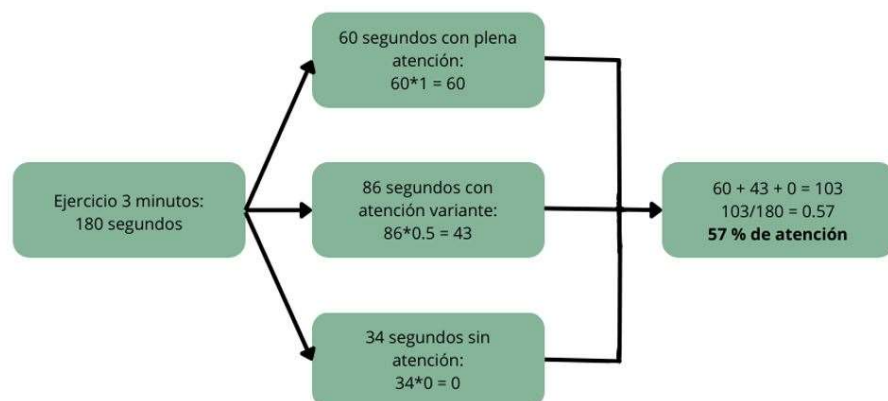 Ejercicio 3 minutos:
180 segundos
60 segundos con plena
atención:
60*1 = 60
86 segundos con
atención variante:
86*0.5 = 43
34 segundos sin
atención:
34*0 = 0
60 + 43 + 0 = 103
103/180 = 0.57
57 % de atención